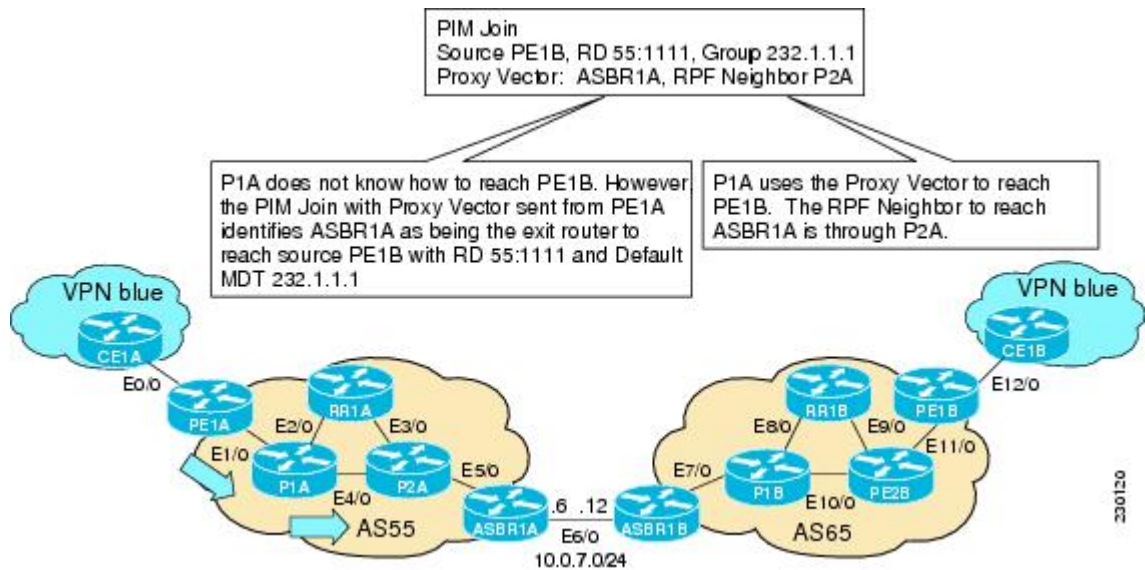 PIM Join
Source PE1B, RD 55:1111, Group 232.1.1.1
Proxy Vector: ASBR1A, RPF Neighbor P2A
P1A does not know how to reach PE1B. However,
the PIM Join with Proxy Vector sent from PE1A
identifies ASBR1A as being the exit router to
reach source PE1B with RD 55:1111 and Default
MDT 232.1.1.1
P1A uses the Proxy Vector to reach
PE1B. The RPF Neighbor to reach
ASBR1A is through P2A.
VPN blue
CE1A
E0/0
PE1A
E1/0
E2/0
RR1A
E3/0
P1A
E4/0
P2A
E5/0
AS55
ASBR1A
.6 .12
E6/0
10.0.7.0/24
ASBR1B
E7/0
P1B
E8/0
RR1B
E9/0
E10/0
PE2B
AS65
PE1B
E11/0
E12/0
CE1B
VPN blue
230120